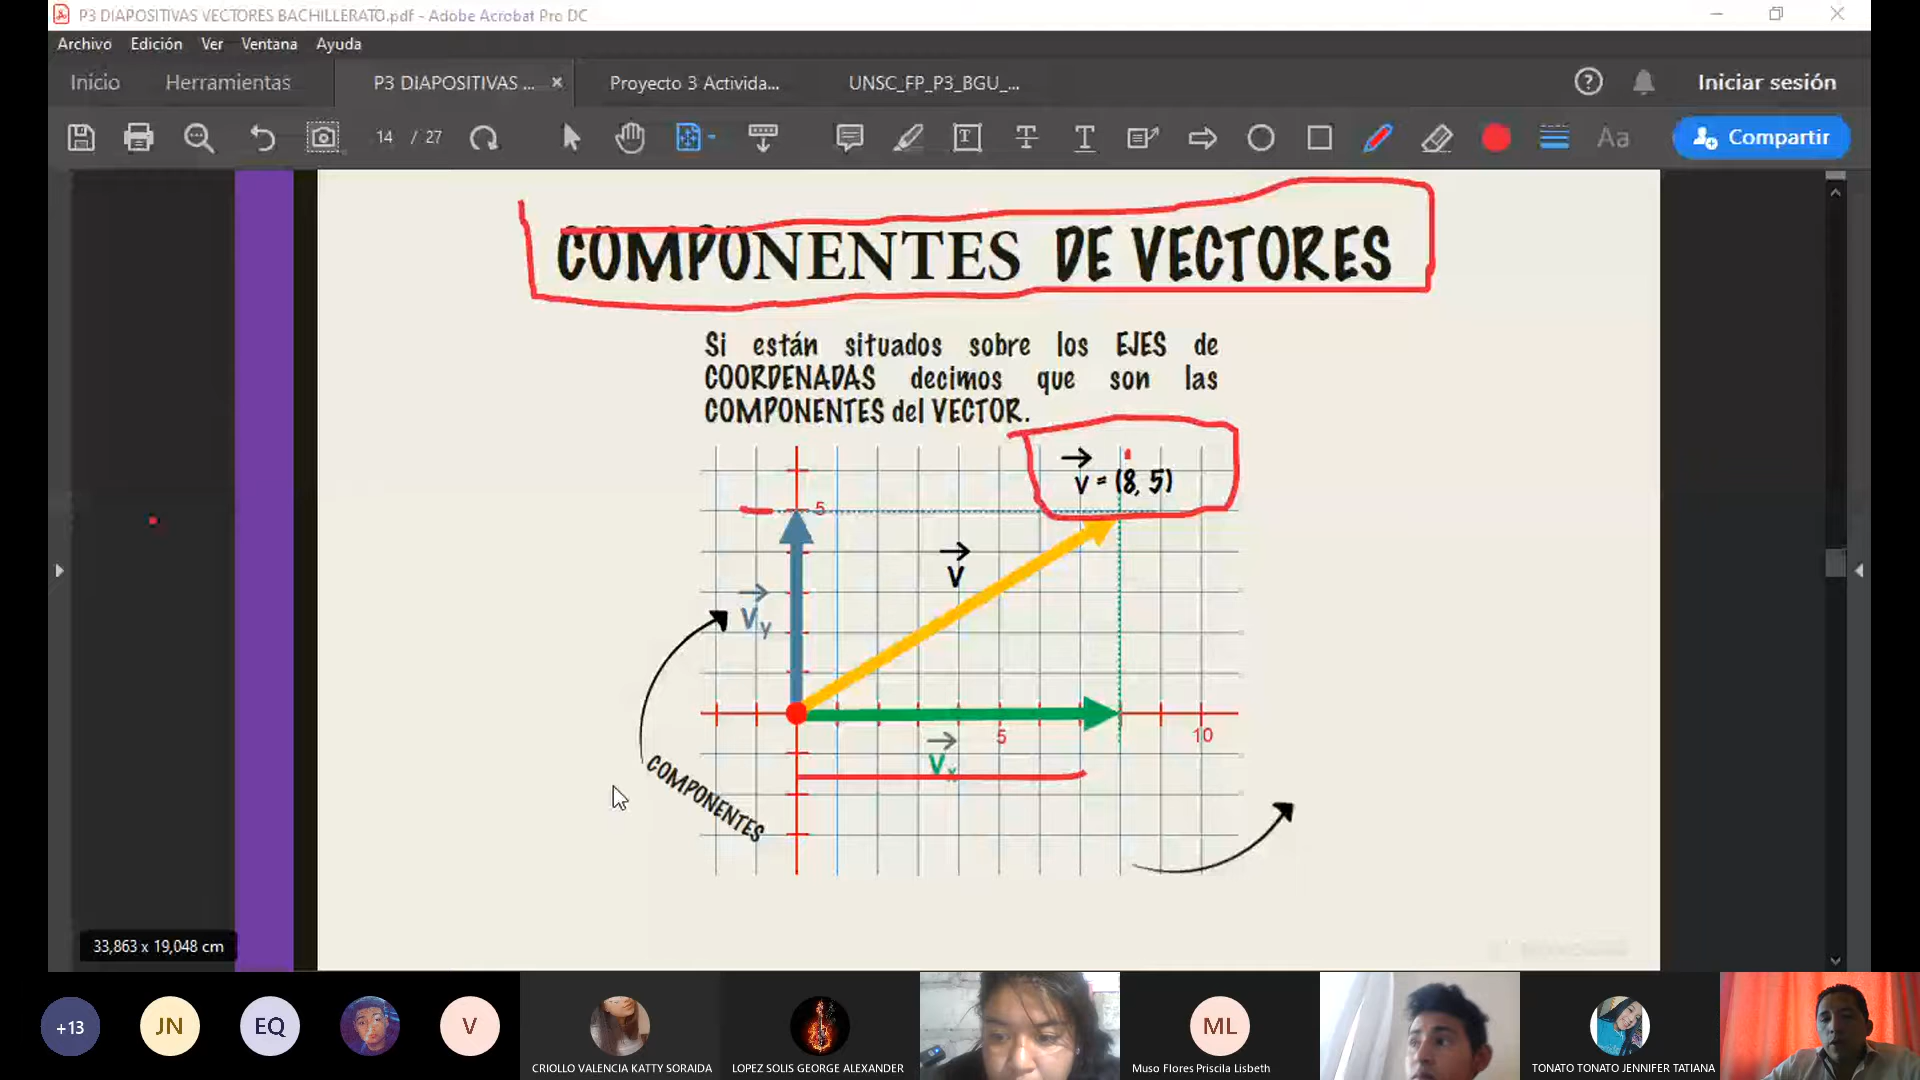 P3 DIAPOSITIVAS VECTORES BACHILLERATO.pdf - Adobe Acrobat Pro DC
Archivo Edición Ver Ventana Ayuda
Inicio Herramientas P3 DIAPOSITIVAS ... × Proyecto 3 Activida... UNSC_FP_P3_BGU_... Iniciar sesión
14 / 27 Aa Compartir
COMPONENTES DE VECTORES
Si están situados sobre los EJES de
COORDENADAS decimos que son las
COMPONENTES del VECTOR.
v = (8, 5)
5
v
Vy
5 10
Vx
COMPONENTES
33,863 x 19,048 cm
+13 JN EQ V ML
CRIOLLO VALENCIA KATTY SORAIDA LOPEZ SOLIS GEORGE ALEXANDER Muso Flores Priscila Lisbeth TONATO TONATO JENNIFER TATIANA